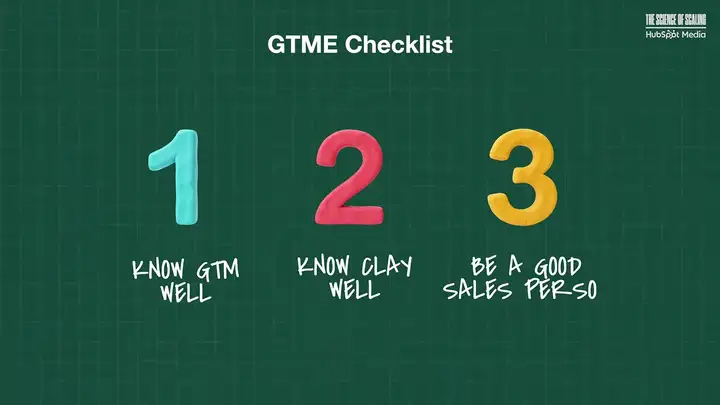 THE SCIENCE OF SCALING
HubSpot Media
GTME Checklist
1
2
3
KNOW GTM
WELL
KNOW CLAY
WELL
BE A GOOD
SALES PERSO